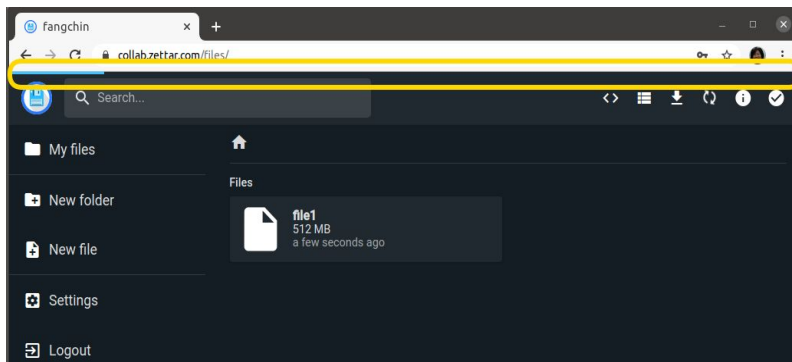 fangchin
collab.zettar.com/files/
Search...
My files
New folder
New file
Settings
Logout
Files
file1
512 MB
a few seconds ago